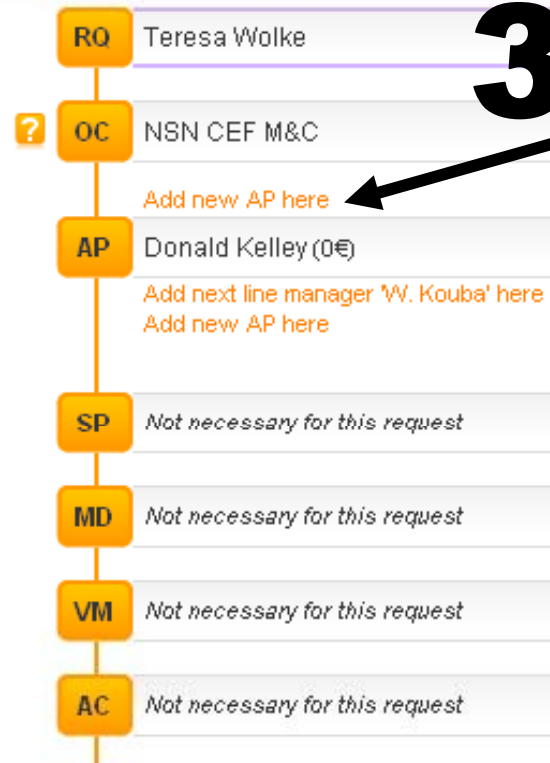 RQ Teresa Wolke
3
? OC NSN CEF M&C
Add new AP here
AP Donald Kelley (0€)
Add next line manager 'W. Kouba' here
Add new AP here
SP Not necessary for this request
MD Not necessary for this request
VM Not necessary for this request
AC Not necessary for this request